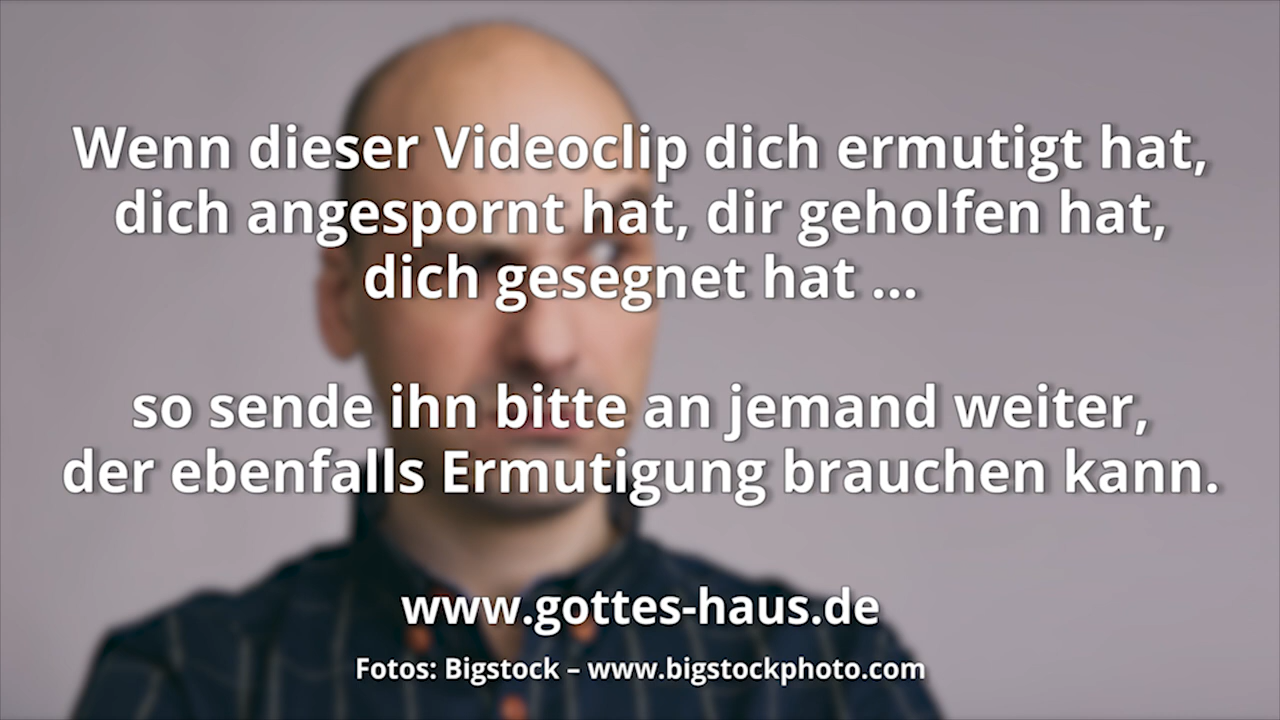 Wenn dieser Videoclip dich ermutigt hat,
dich angespornt hat, dir geholfen hat,
dich gesegnet hat ...
so sende ihn bitte an jemand weiter,
der ebenfalls Ermutigung brauchen kann.
www.gottes-haus.de
Fotos: Bigstock – www.bigstockphoto.com